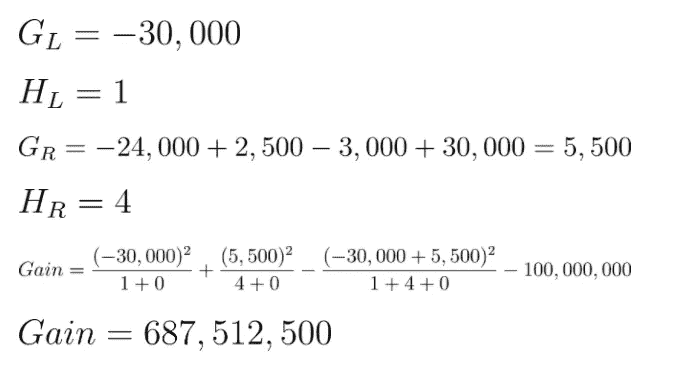 G_L = −30,000
H_L = 1
G_R = −24,000 + 2,500 − 3,000 + 30,000 = 5,500
H_R = 4
Gain = (−30,000)²/(1 + 0) + (5,500)²/(4 + 0) − (−30,000 + 5,500)²/(1 + 4 + 0) − 100,000,000
Gain = 687,512,500